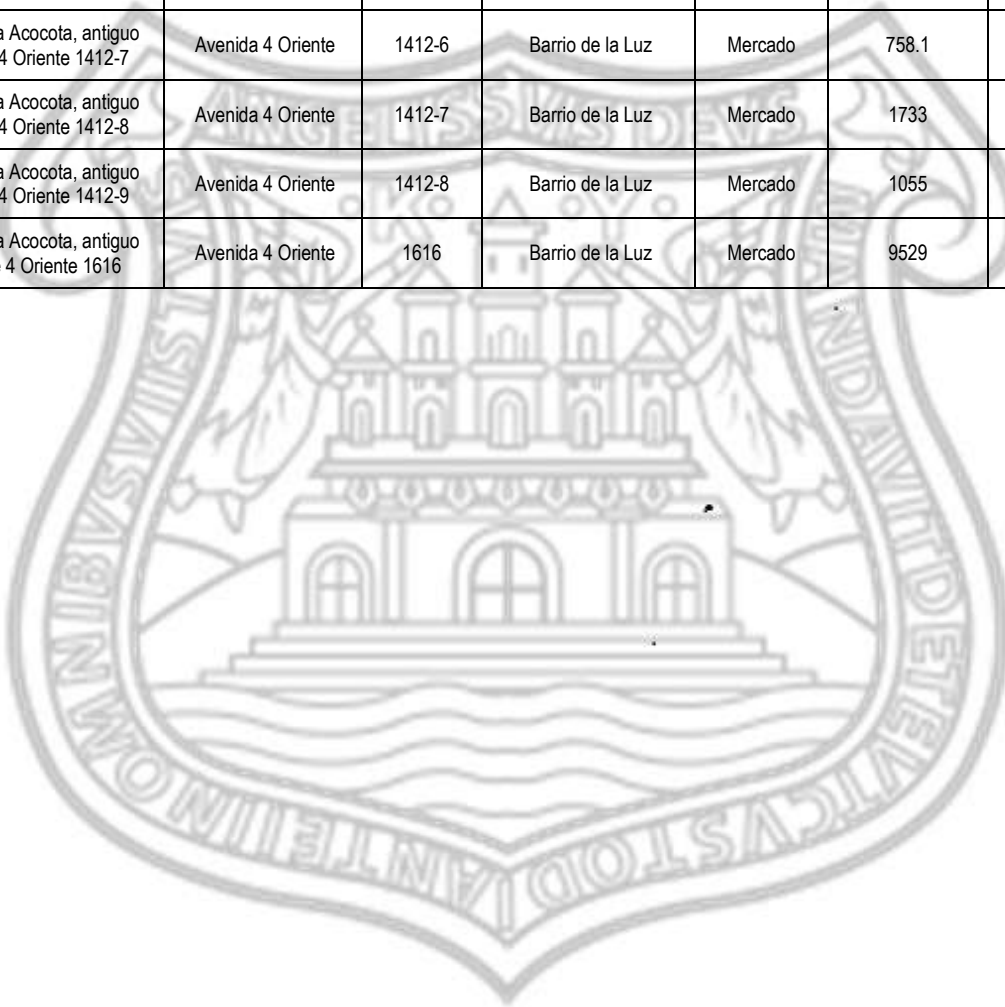 a Acocota, antiguo
4 Oriente 1412-7
Avenida 4 Oriente
1412-6
Barrio de la Luz
Mercado
758.1
a Acocota, antiguo
4 Oriente 1412-8
Avenida 4 Oriente
1412-7
Barrio de la Luz
Mercado
1733
a Acocota, antiguo
4 Oriente 1412-9
Avenida 4 Oriente
1412-8
Barrio de la Luz
Mercado
1055
a Acocota, antiguo
4 Oriente 1616
Avenida 4 Oriente
1616
Barrio de la Luz
Mercado
9529
K V